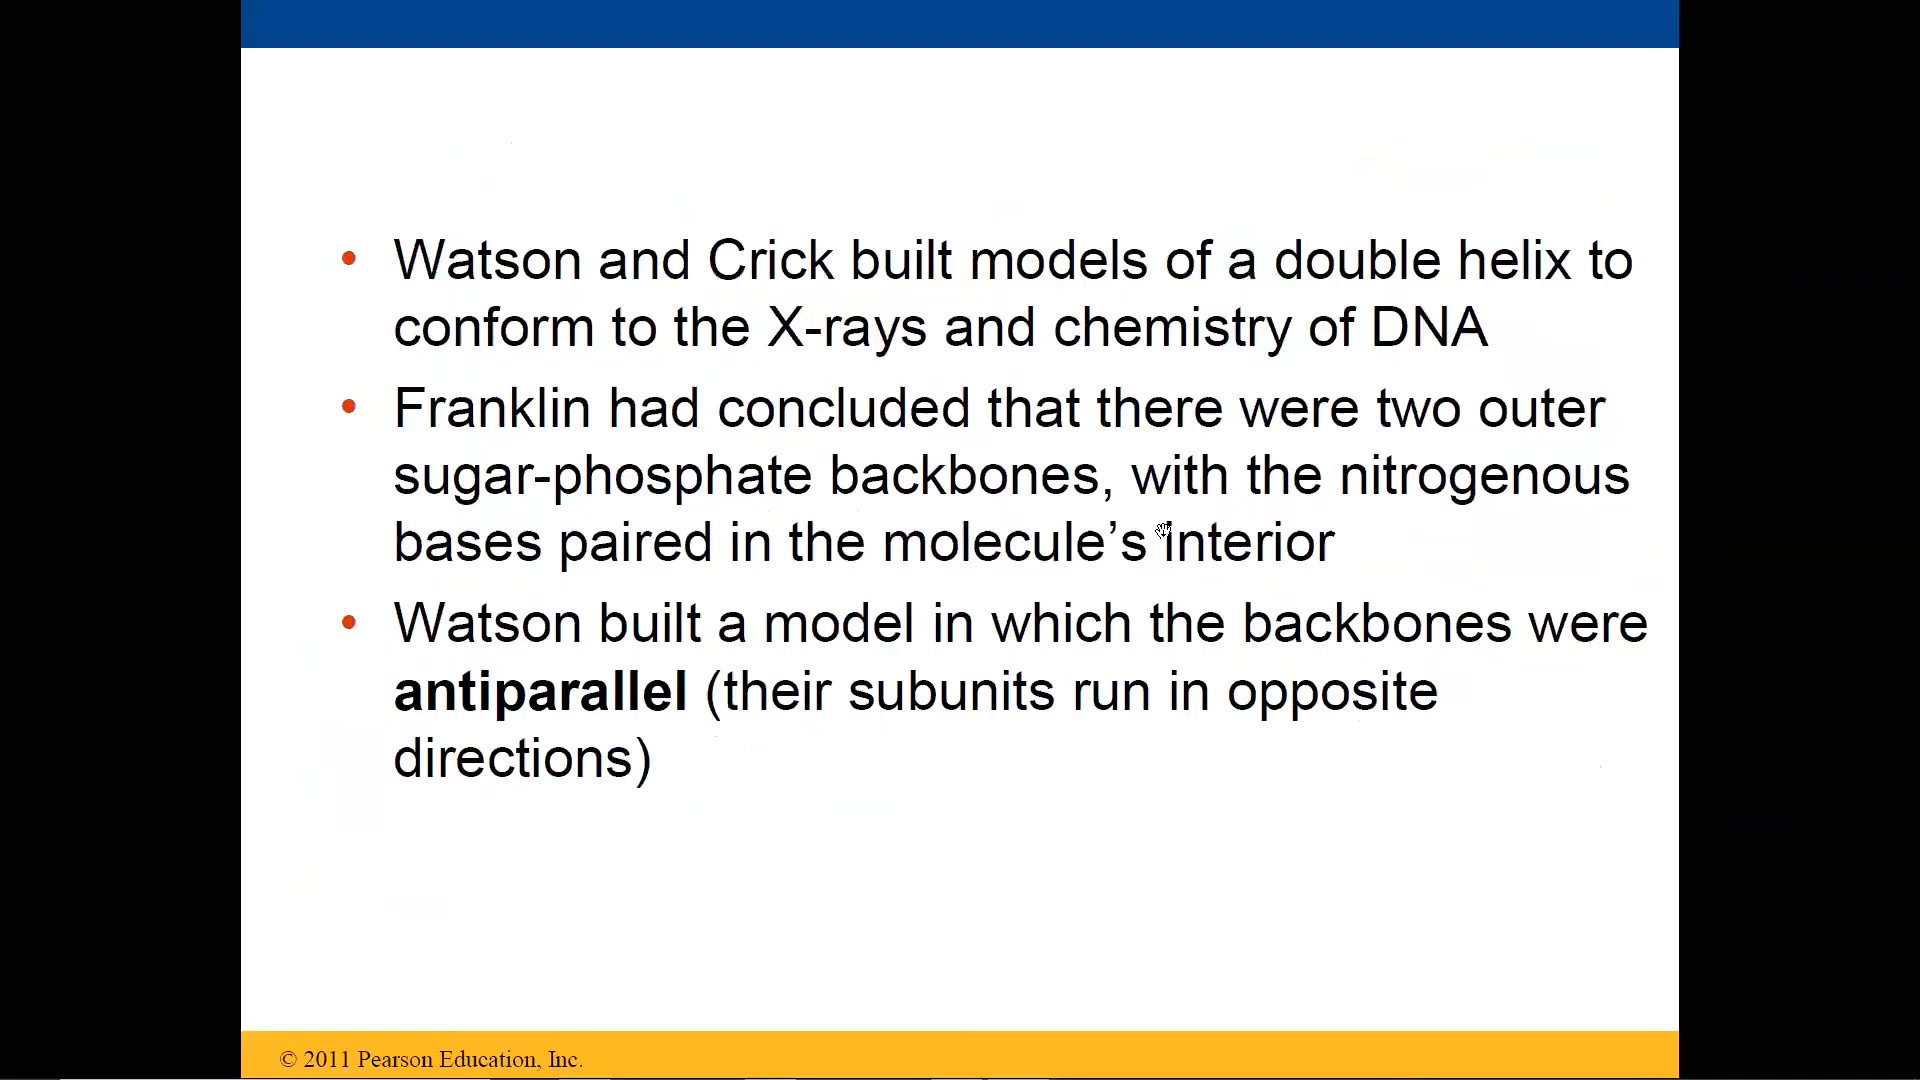 • Watson and Crick built models of a double helix to
conform to the X-rays and chemistry of DNA
• Franklin had concluded that there were two outer
sugar-phosphate backbones, with the nitrogenous
bases paired in the molecule’s interior
• Watson built a model in which the backbones were
antiparallel (their subunits run in opposite
directions)
© 2011 Pearson Education, Inc.